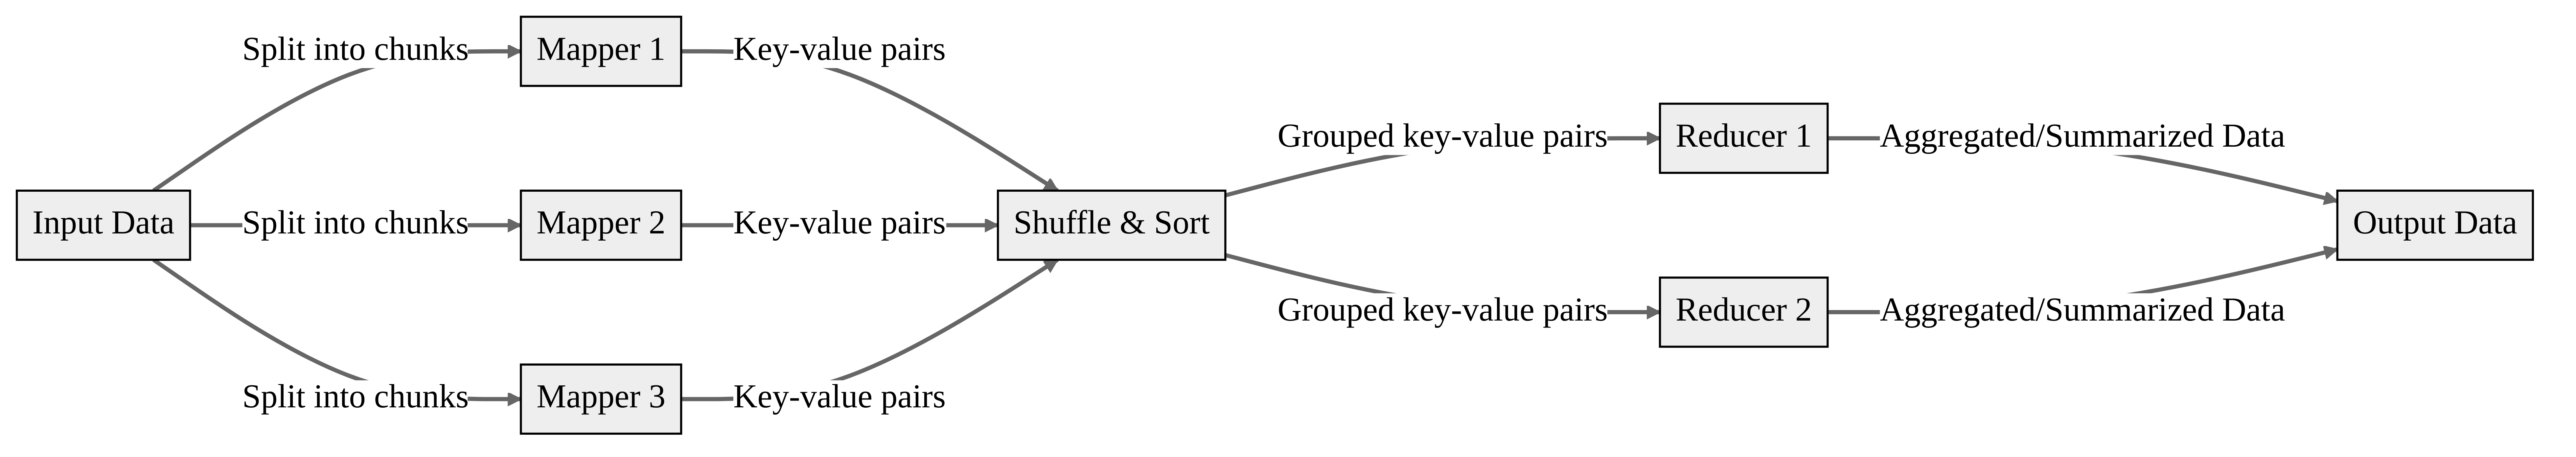 Split into chunks
Mapper 1
Key-value pairs
Input Data
Split into chunks
Mapper 2
Key-value pairs
Split into chunks
Mapper 3
Key-value pairs
Shuffle & Sort
Grouped key-value pairs
Reducer 1
Aggregated/Summarized Data
Grouped key-value pairs
Reducer 2
Aggregated/Summarized Data
Output Data